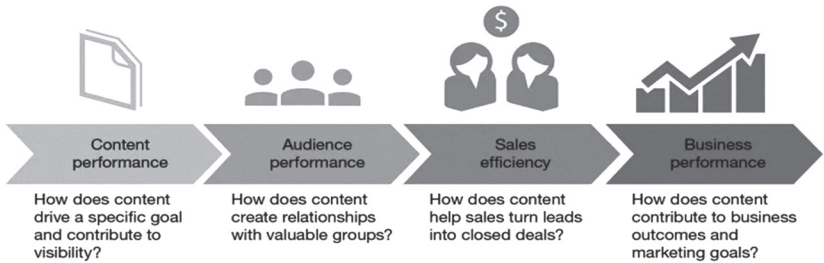 $
Content
performance
Audience
performance
Sales
efficiency
Business
performance
How does content
drive a specific goal
and contribute to
visibility?
How does content
create relationships
with valuable groups?
How does content
help sales turn leads
into closed deals?
How does content
contribute to business
outcomes and
marketing goals?